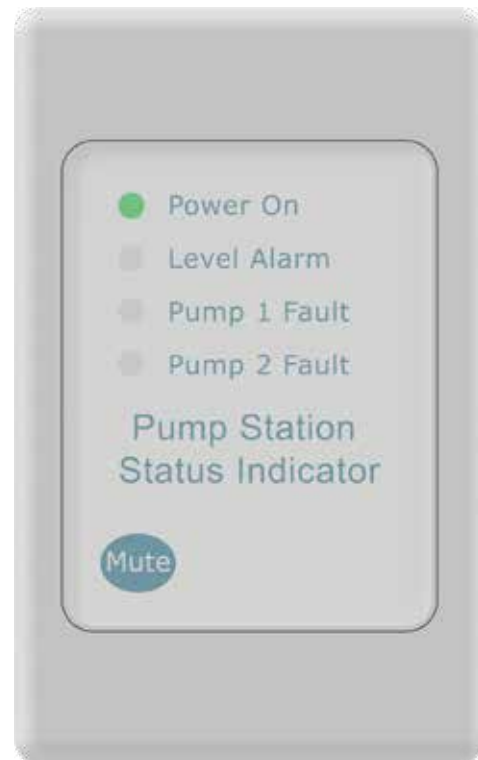 Power On
Level Alarm
Pump 1 Fault
Pump 2 Fault
Pump Station
Status Indicator
Mute